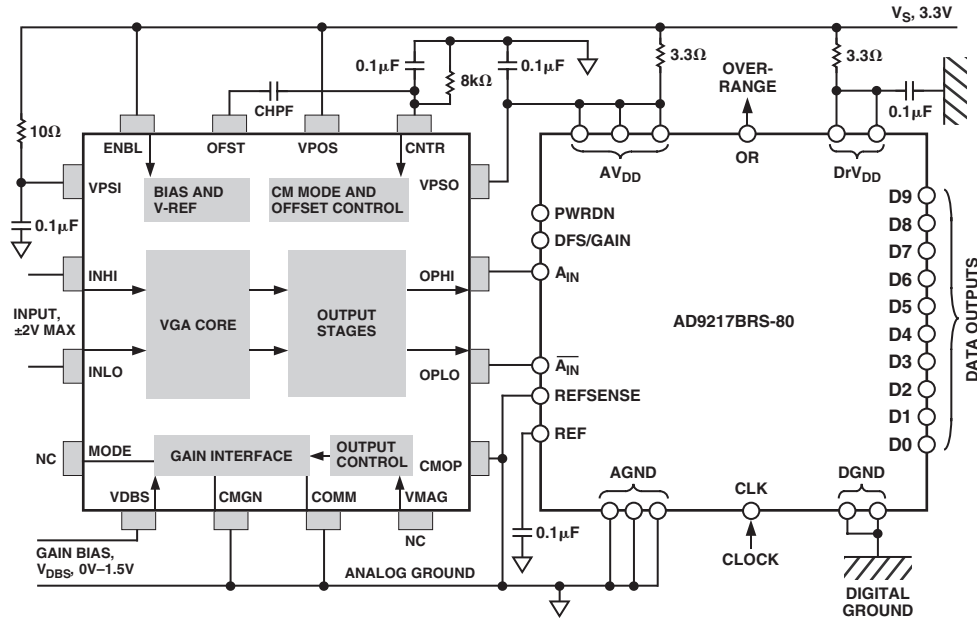 V_S, 3.3V
0.1µF
8kΩ
0.1µF
3.3Ω
3.3Ω
OVER-
RANGE
CHPF
0.1µF
10Ω
ENBL
OFST
VPOS
CNTR
OR
AV_DD
DrV_DD
VPSI
BIAS AND
V-REF
CM MODE AND
OFFSET CONTROL
VPSO
0.1µF
PWRDN
DFS/GAIN
D9
D8
D7
D6
D5
D4
D3
D2
D1
D0
DATA OUTPUTS
INHI
OPHI
A_IN
INPUT,
±2V MAX
VGA CORE
OUTPUT
STAGES
AD9217BRS-80
INLO
OPLO
A̅_I̅N̅
REFSENSE
REF
NC
MODE
GAIN INTERFACE
OUTPUT
CONTROL
CMOP
VDBS
CMGN
COMM
VMAG
AGND
CLK
DGND
NC
0.1µF
CLOCK
GAIN BIAS,
V_DBS, 0V–1.5V
ANALOG GROUND
DIGITAL
GROUND